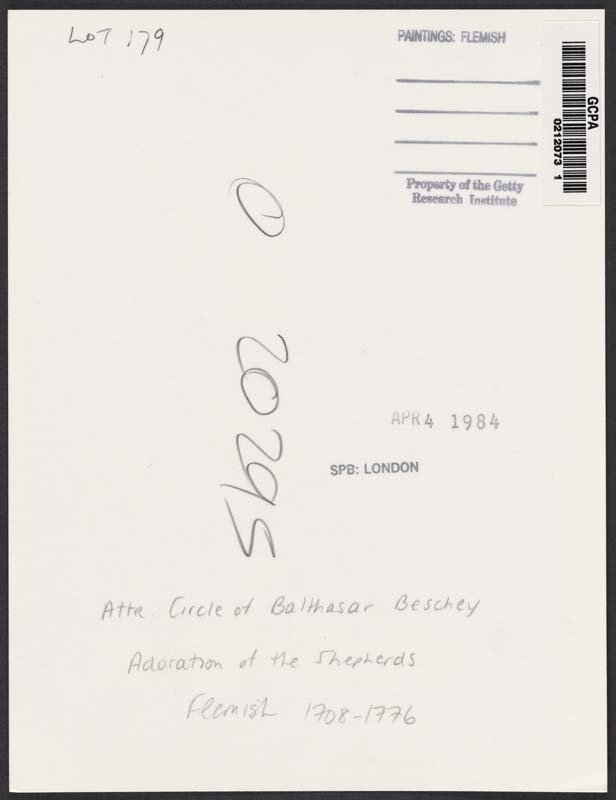 LOT 179
PAINTINGS: FLEMISH
GCPA
0212073 1
Property of the Getty
Research Institute
20295
APR 4 1984
SPB: LONDON
Attr. Circle of Balthasar Beschey
Adoration of the Shepherds
Flemish 1708-1776